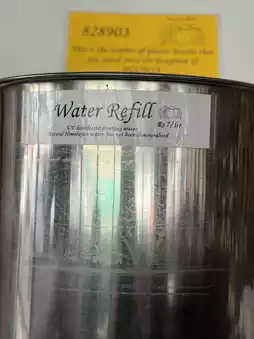 828903
This is the number of plastic bottles that
you saved since the inception of
Water Refill
Rs 7/ltr
UV disinfected drinking water.
Natural Himalayan water, has not been demineralised